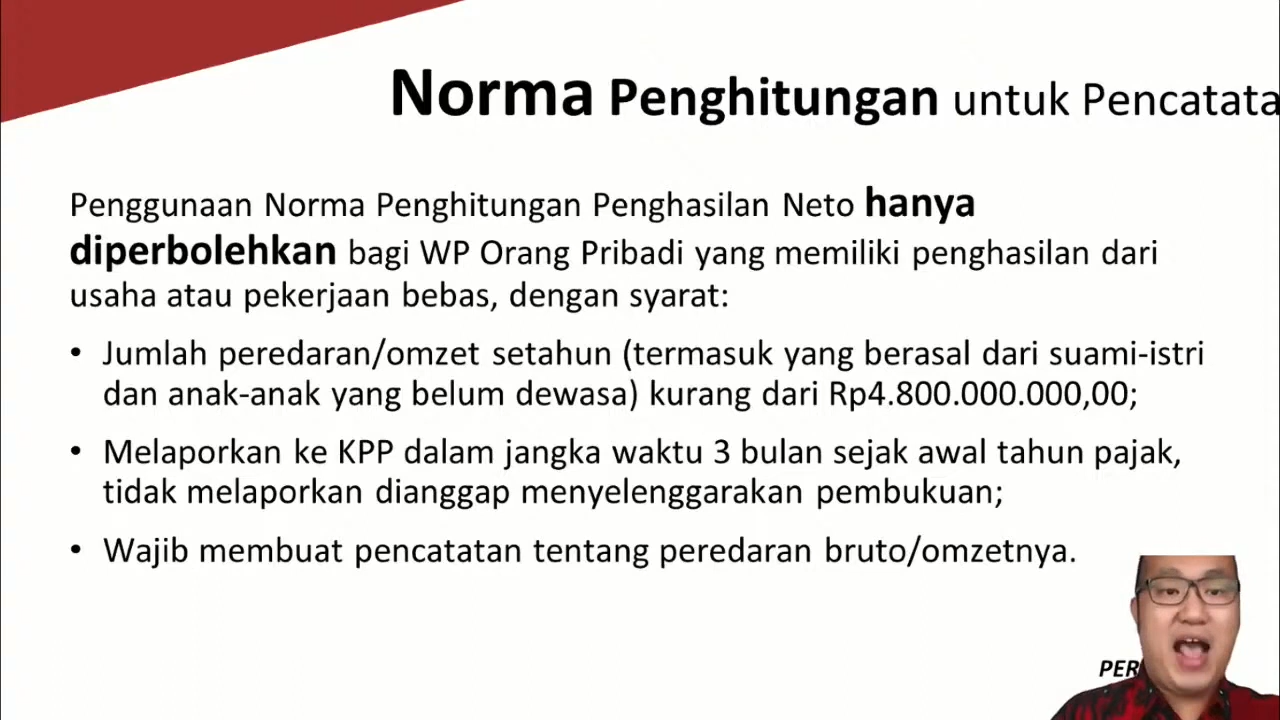 Norma Penghitungan untuk Pencatata
Penggunaan Norma Penghitungan Penghasilan Neto hanya
diperbolehkan bagi WP Orang Pribadi yang memiliki penghasilan dari
usaha atau pekerjaan bebas, dengan syarat:
• Jumlah peredaran/omzet setahun (termasuk yang berasal dari suami-istri
dan anak-anak yang belum dewasa) kurang dari Rp4.800.000.000,00;
• Melaporkan ke KPP dalam jangka waktu 3 bulan sejak awal tahun pajak,
tidak melaporkan dianggap menyelenggarakan pembukuan;
• Wajib membuat pencatatan tentang peredaran bruto/omzetnya.
PER